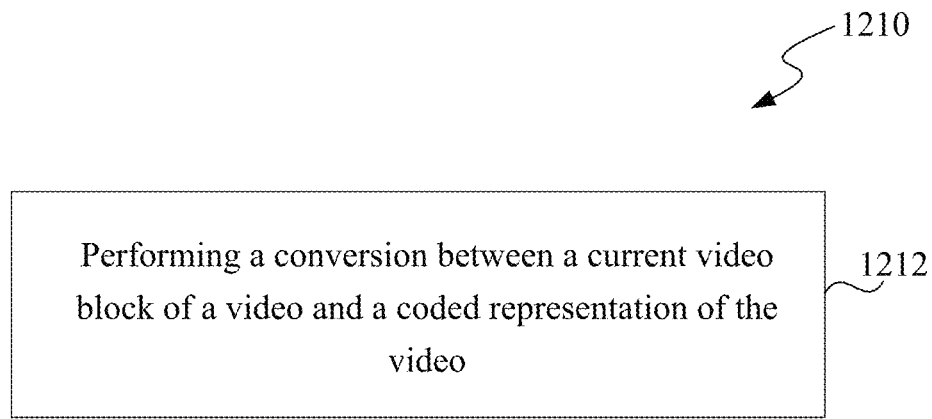 1210
Performing a conversion between a current video
block of a video and a coded representation of the
video
1212